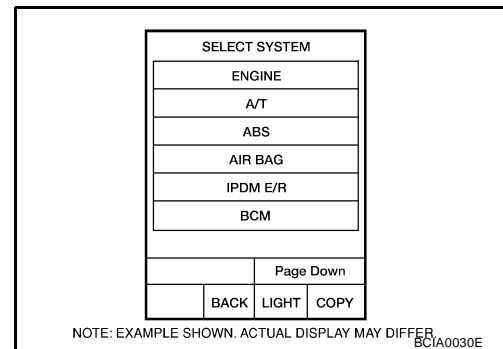 SELECT SYSTEM
ENGINE
A/T
ABS
AIR BAG
IPDM E/R
BCM
Page Down
BACK LIGHT COPY
NOTE: EXAMPLE SHOWN. ACTUAL DISPLAY MAY DIFFER.
BCIA0030E